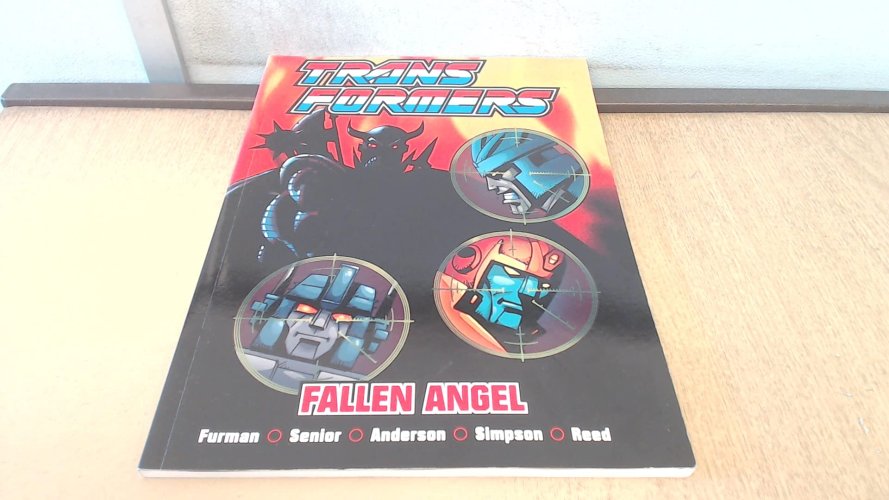 TRANS
FORMERS
FALLEN ANGEL
Furman ○ Senior ○ Anderson ○ Simpson ○ Reed